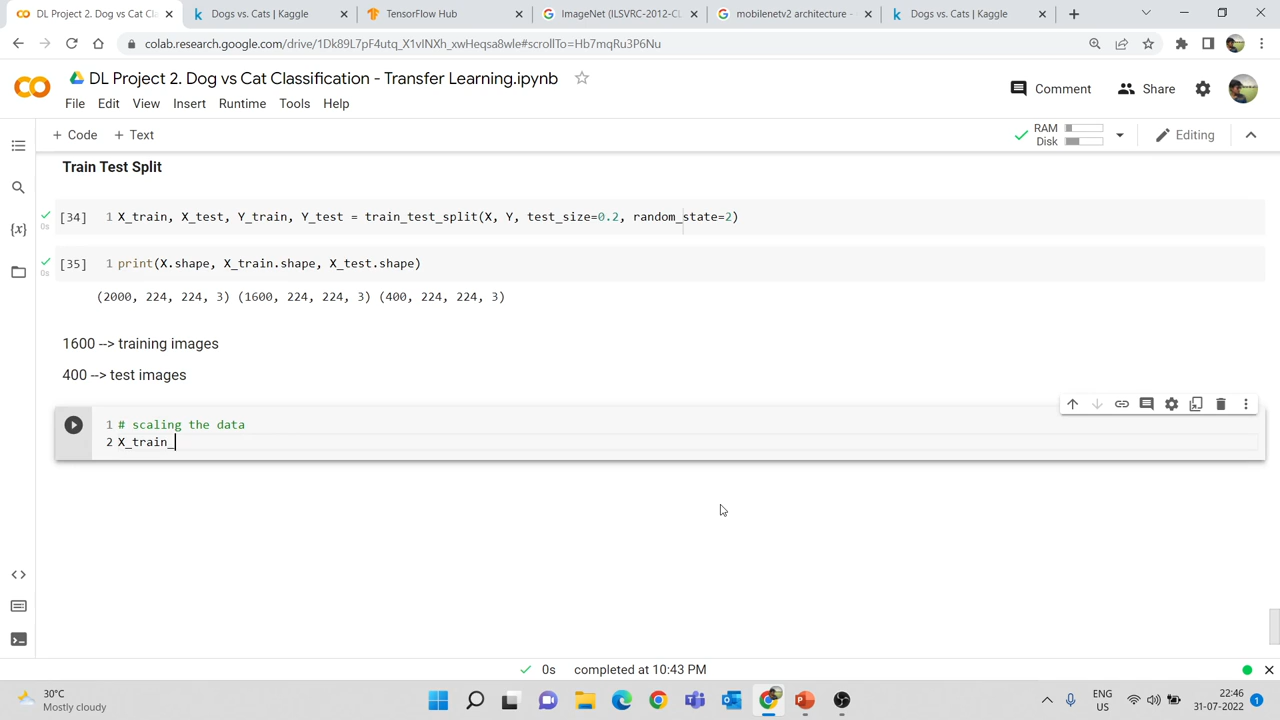 DL Project 2. Dog vs Cat Cl
Dogs vs. Cats | Kaggle
TensorFlow Hub
ImageNet (ILSVRC-2012-CL
mobilenetv2 architecture -
Dogs vs. Cats | Kaggle
colab.research.google.com/drive/1Dk89L7pF4utq_X1vINXh_xwHeqsa8wle#scrollTo=Hb7mqRu3P6Nu
DL Project 2. Dog vs Cat Classification - Transfer Learning.ipynb
Comment
Share
File Edit View Insert Runtime Tools Help
+ Code + Text
RAM
Disk
Editing
Train Test Split
[34] 1 X_train, X_test, Y_train, Y_test = train_test_split(X, Y, test_size=0.2, random_state=2)
0s
[35] 1 print(X.shape, X_train.shape, X_test.shape)
0s
(2000, 224, 224, 3) (1600, 224, 224, 3) (400, 224, 224, 3)
1600 --> training images
400 --> test images
1 # scaling the data
2 X_train_
{x}
0s completed at 10:43 PM
30°C
Mostly cloudy
ENG
US
22:46
31-07-2022
1